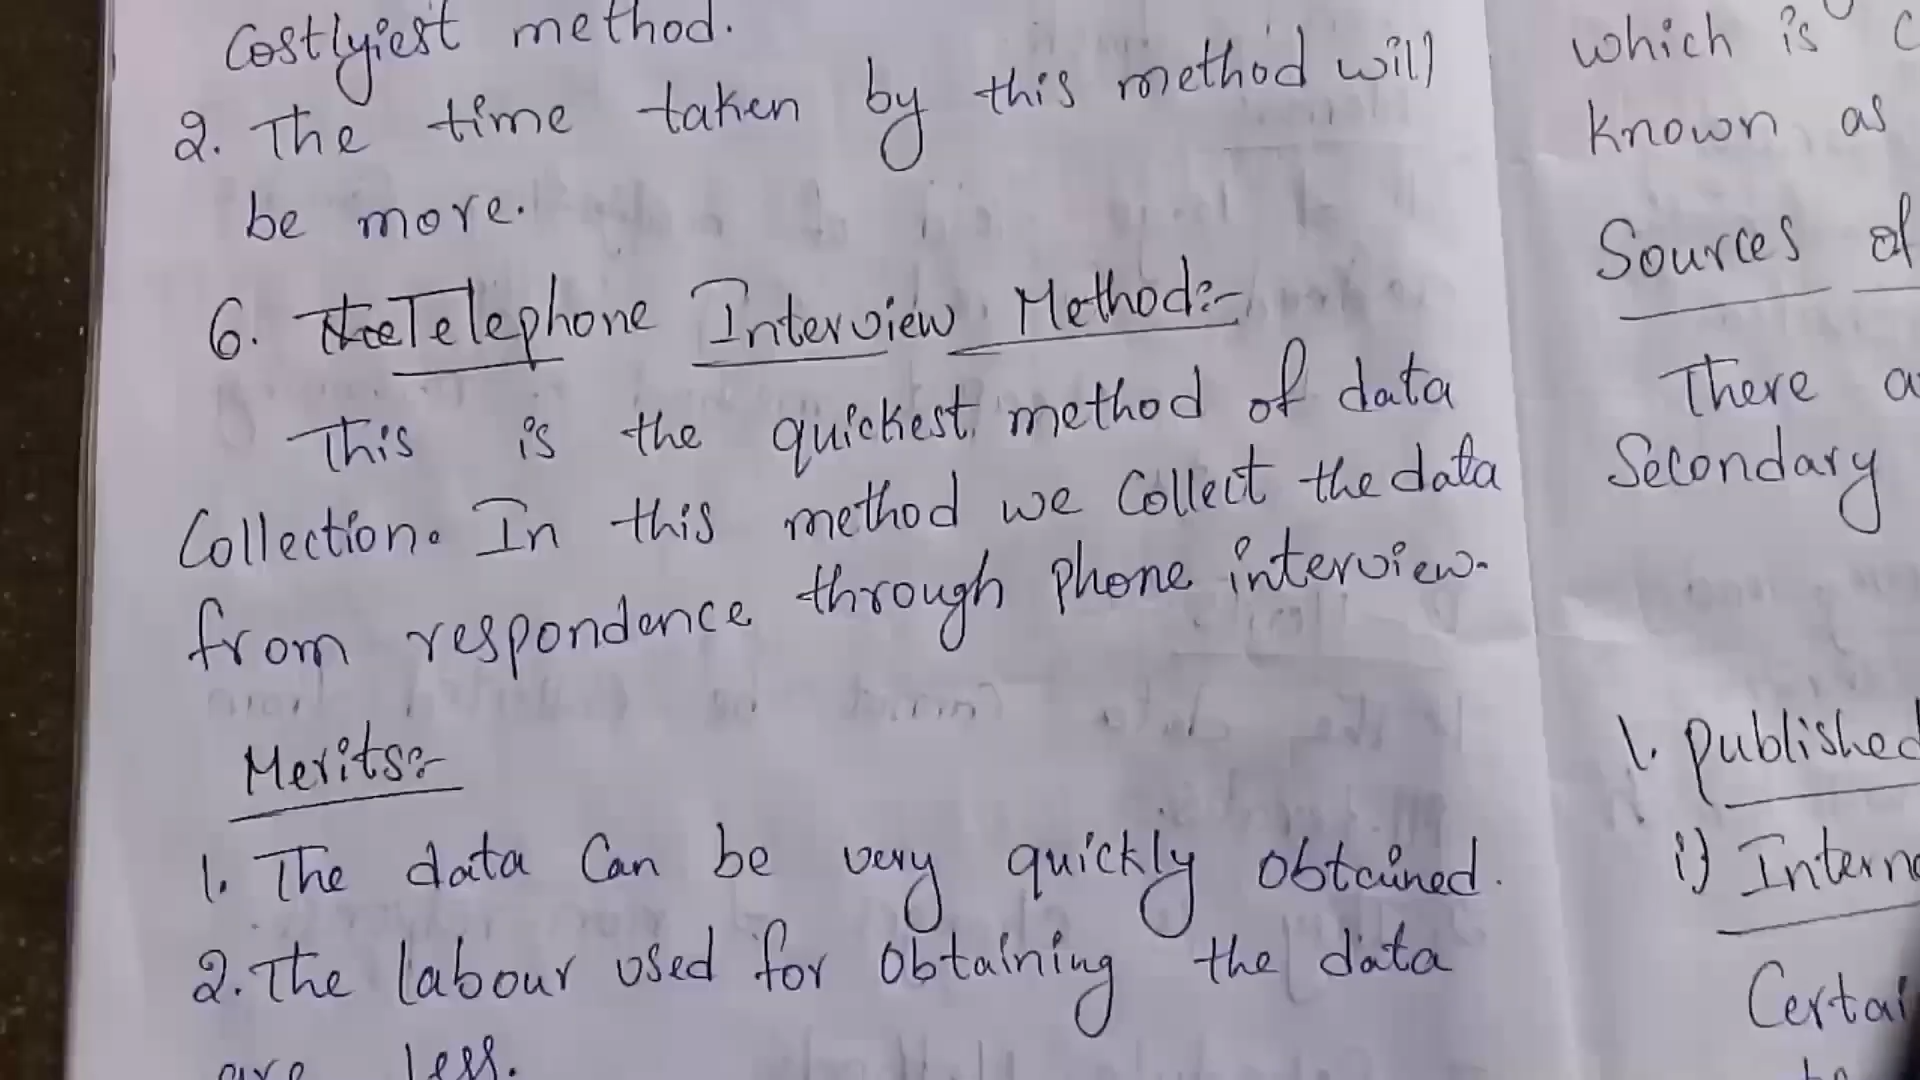 Costlyiest method.
2. The time taken by this method will
be more.
6. Telephone Interview Method:-
This is the quickest method of data
Collection. In this method we Collect the data
from respondence through phone interview.
Merits:-
1. The data Can be very quickly obtained.
2. The labour used for obtaining the data
are less.
which is
known as
Sources of
There
Secondary
1. published
i)